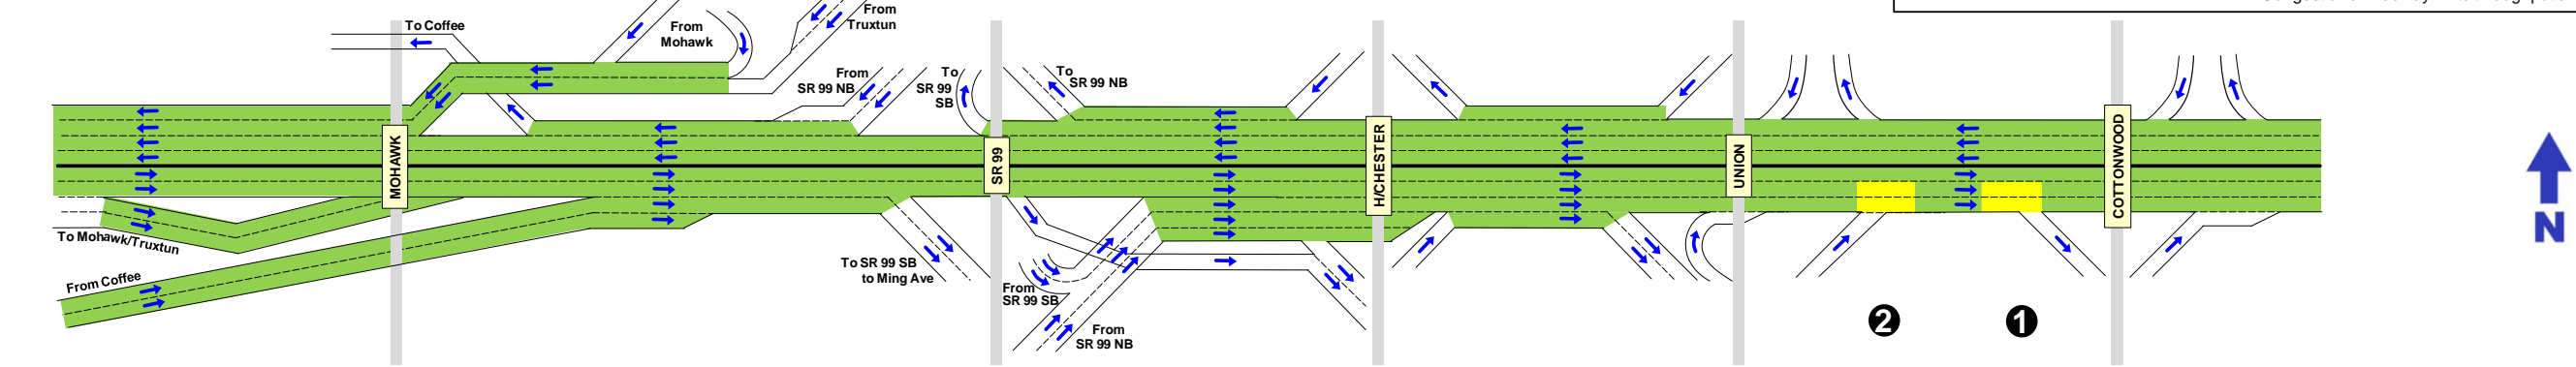 To Coffee
From
Mohawk
From
Truxtun
From
SR 99 NB
To
SR 99
SB
To
SR 99 NB
MOHAWK
SR 99
H/CHESTER
UNION
COTTONWOOD
To Mohawk/Truxtun
From Coffee
To SR 99 SB
to Ming Ave
From
SR 99 SB
From
SR 99 NB
2
1
N